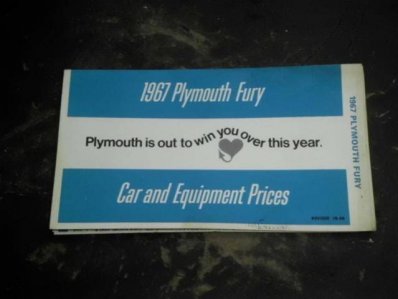 1967 Plymouth Fury
Plymouth is out to win you over this year.
Car and Equipment Prices
1967 PLYMOUTH FURY